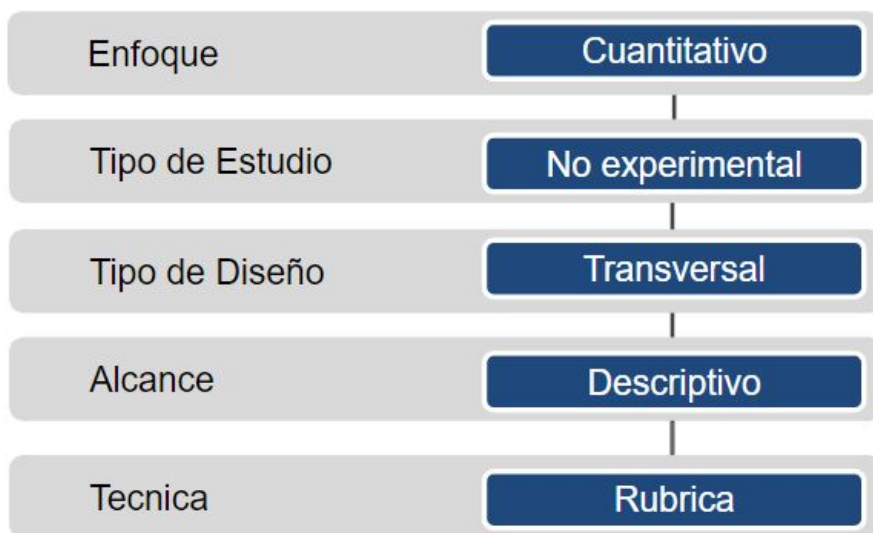 Enfoque Cuantitativo
Tipo de Estudio No experimental
Tipo de Diseño Transversal
Alcance Descriptivo
Tecnica Rubrica